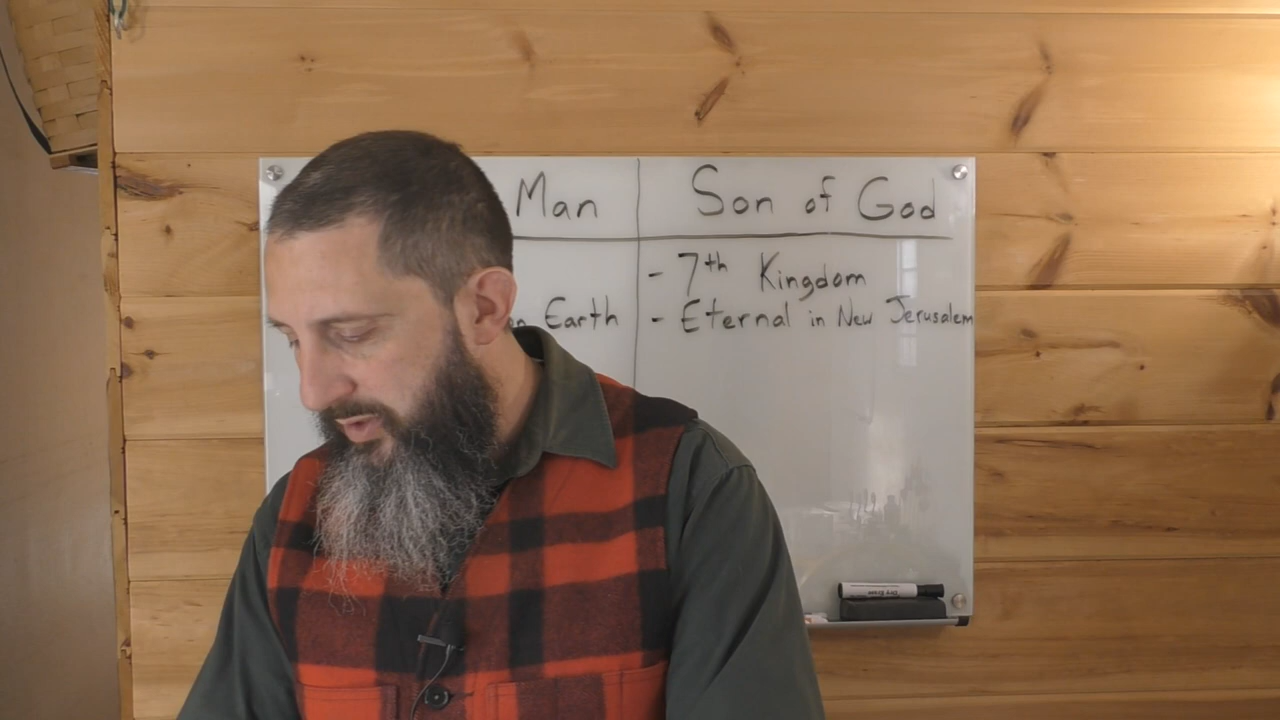 Man
Son of God
- 7th Kingdom
Earth
- Eternal in New Jerusalem